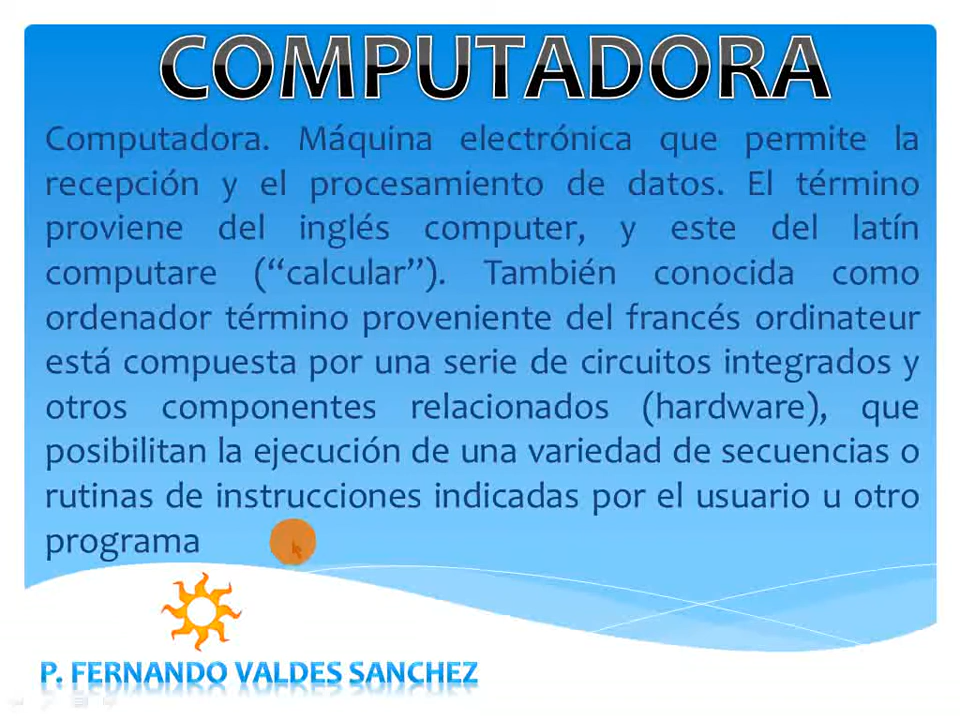 COMPUTADORA
Computadora. Máquina electrónica que permite la
recepción y el procesamiento de datos. El término
proviene del inglés computer, y este del latín
computare (“calcular”). También conocida como
ordenador término proveniente del francés ordinateur
está compuesta por una serie de circuitos integrados y
otros componentes relacionados (hardware), que
posibilitan la ejecución de una variedad de secuencias o
rutinas de instrucciones indicadas por el usuario u otro
programa
P. FERNANDO VALDES SANCHEZ